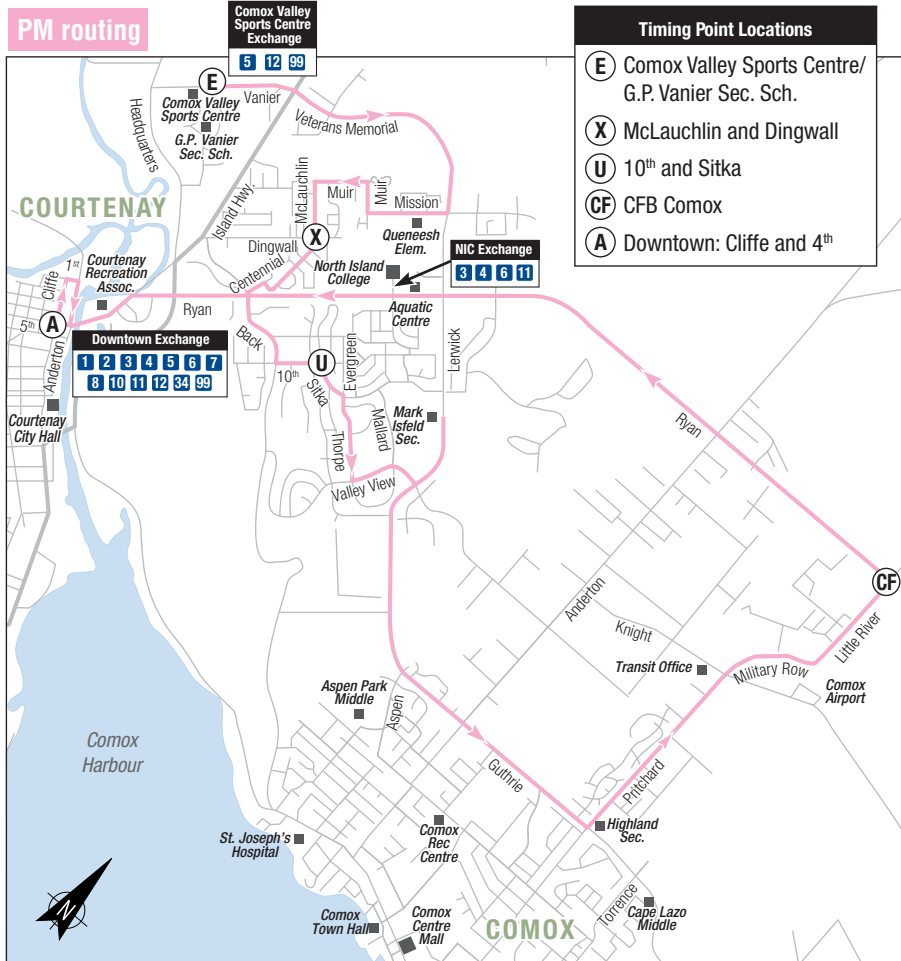 PM routing
Comox Valley
Sports Centre
Exchange
5 12 99
Timing Point Locations
E Comox Valley Sports Centre/
G.P. Vanier Sec. Sch.
X McLauchlin and Dingwall
U 10th and Sitka
CF CFB Comox
A Downtown: Cliffe and 4th
E
Comox Valley
Sports Centre
G.P. Vanier
Sec. Sch.
Headquarters
Vanier
Veterans Memorial
Island Hwy.
COURTENAY
McLauchlin
Muir
Muir
Mission
Queneesh
Elem.
Dingwall
X
Centennial
North Island
College
NIC Exchange
3 4 6 11
Aquatic
Centre
Courtenay
Recreation
Assoc.
1st
Cliffe
5th
A
Anderton
Ryan
Back
Downtown Exchange
1 2 3 4 5 6 7
8 10 11 12 34 99
Courtenay
City Hall
10th
U
Sitka
Evergreen
Lerwick
Mallard
Mark
Isfeld
Sec.
Thorpe
Valley View
Ryan
CF
Anderton
Knight
Little River
Transit Office
Military Row
Comox
Airport
Aspen Park
Middle
Aspen
Comox
Harbour
Guthrie
Pritchard
Highland
Sec.
St. Joseph's
Hospital
Comox
Rec
Centre
Torrence
Cape Lazo
Middle
Comox
Town Hall
Comox
Centre
Mall
COMOX
N